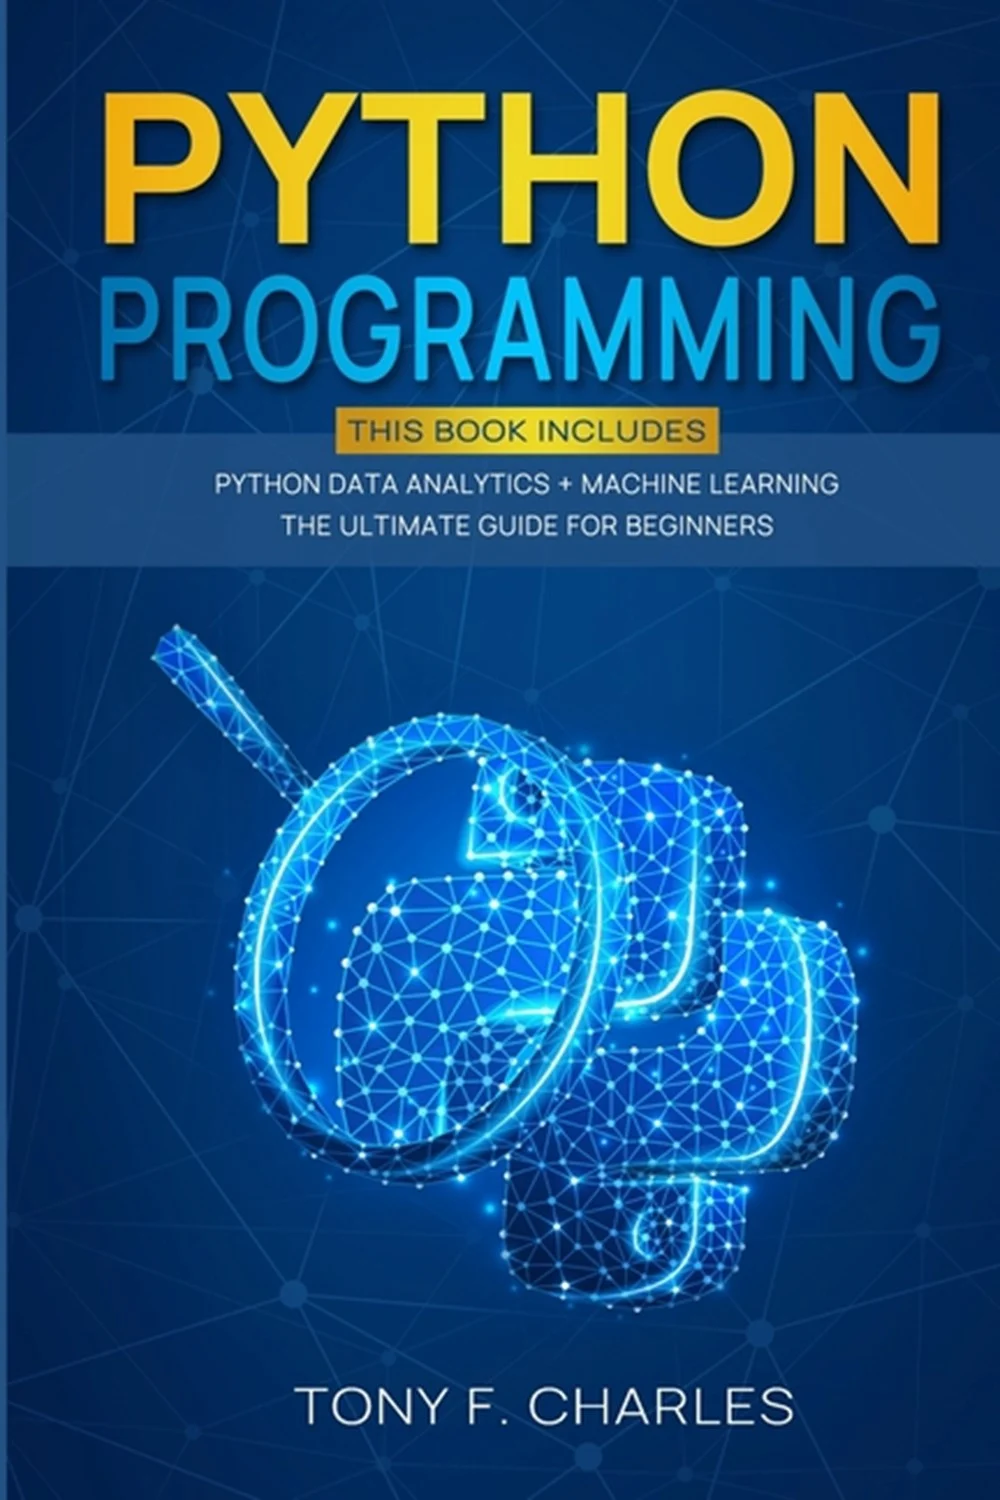 PYTHON
PROGRAMMING
THIS BOOK INCLUDES
PYTHON DATA ANALYTICS + MACHINE LEARNING
THE ULTIMATE GUIDE FOR BEGINNERS
TONY F. CHARLES